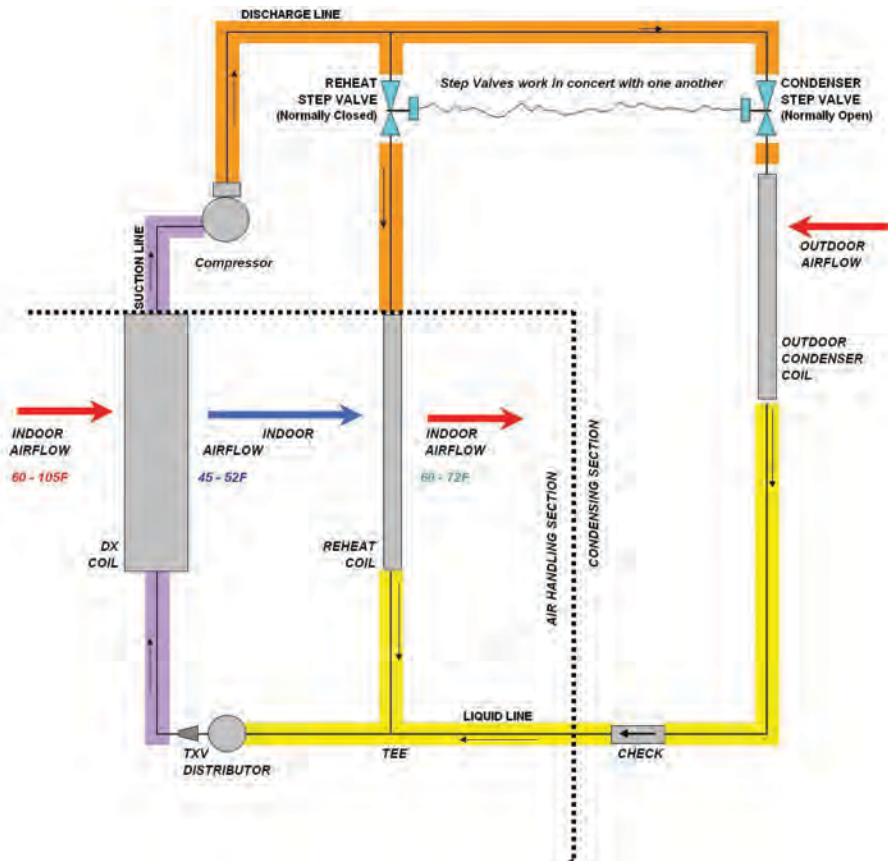 DISCHARGE LINE
REHEAT
STEP VALVE
(Normally Closed)
Step Valves work in concert with one another
CONDENSER
STEP VALVE
(Normally Open)
SUCTION LINE
Compressor
OUTDOOR
AIRFLOW
OUTDOOR
CONDENSER
COIL
INDOOR
AIRFLOW
60 - 105F
INDOOR
AIRFLOW
45 - 52F
INDOOR
AIRFLOW
60 - 72F
DX
COIL
REHEAT
COIL
AIR HANDLING SECTION
CONDENSING SECTION
LIQUID LINE
TXV
DISTRIBUTOR
TEE
CHECK